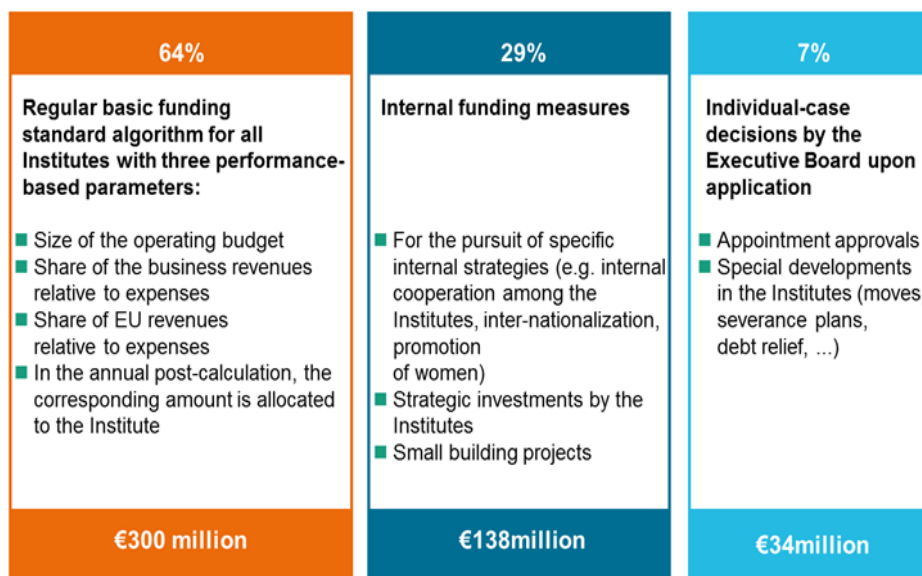 64%
Regular basic funding
standard algorithm for all
Institutes with three performance-
based parameters:
Size of the operating budget
Share of the business revenues
relative to expenses
Share of EU revenues
relative to expenses
In the annual post-calculation, the
corresponding amount is allocated
to the Institute
€300 million
29%
Internal funding measures
For the pursuit of specific
internal strategies (e.g. internal
cooperation among the
Institutes, inter-nationalization,
promotion
of women)
Strategic investments by the
Institutes
Small building projects
€138million
7%
Individual-case
decisions by the
Executive Board upon
application
Appointment approvals
Special developments
in the Institutes (moves
severance plans,
debt relief, ...)
€34million